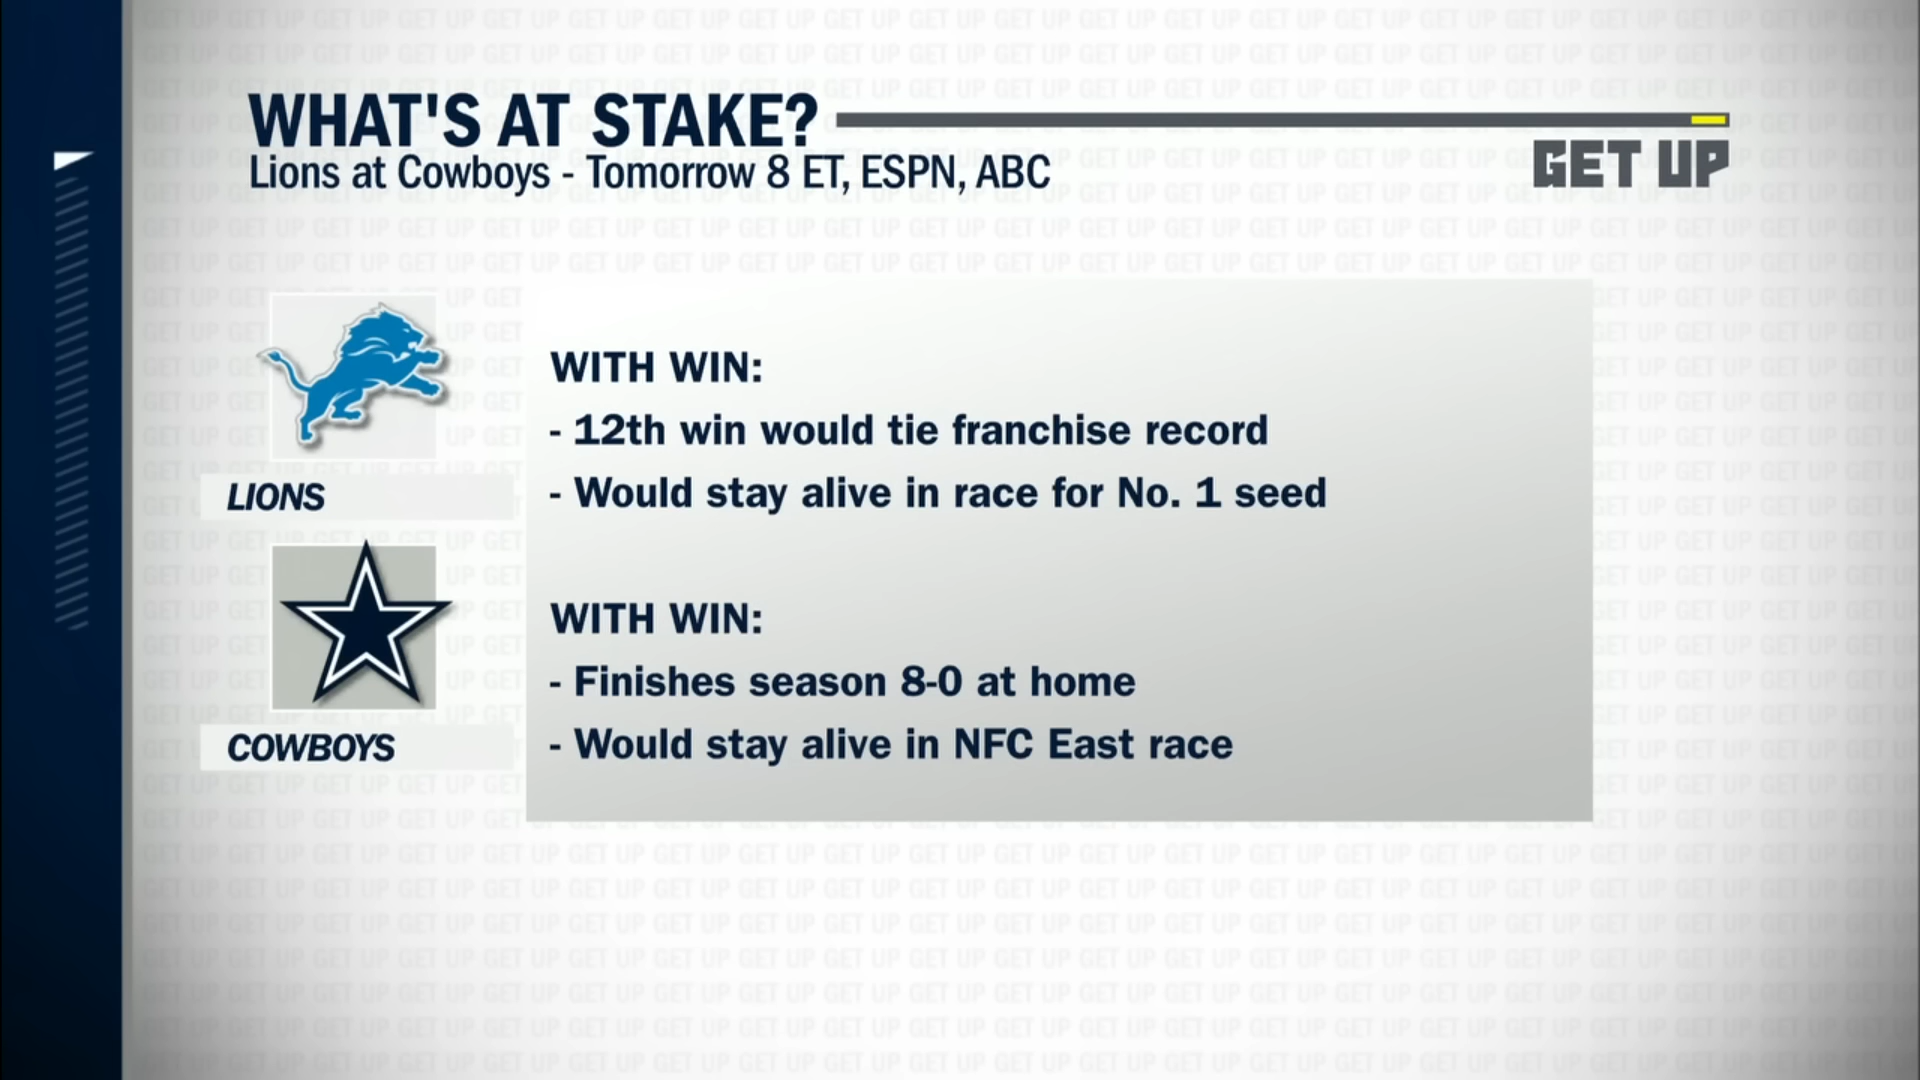 WHAT'S AT STAKE?
Lions at Cowboys - Tomorrow 8 ET, ESPN, ABC
GET UP
LIONS
WITH WIN:
- 12th win would tie franchise record
- Would stay alive in race for No. 1 seed
COWBOYS
WITH WIN:
- Finishes season 8-0 at home
- Would stay alive in NFC East race